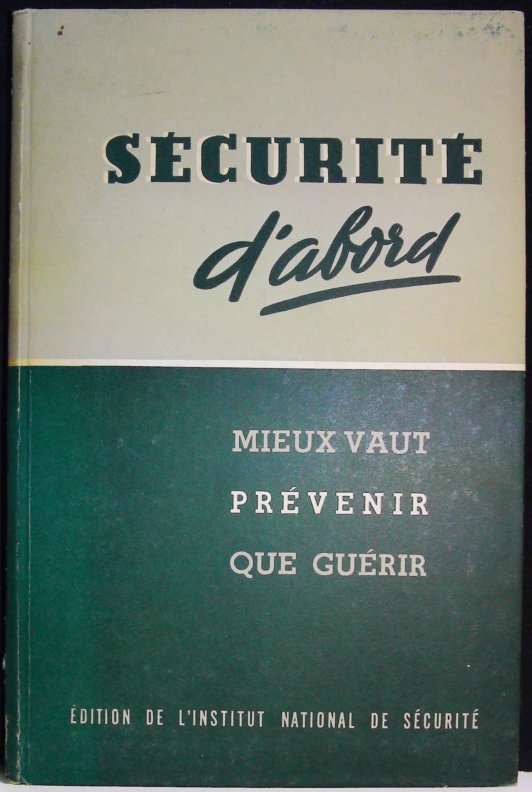 SÉCURITÉ
d'abord
MIEUX VAUT
PRÉVENIR
QUE GUÉRIR
ÉDITION DE L'INSTITUT NATIONAL DE SÉCURITÉ